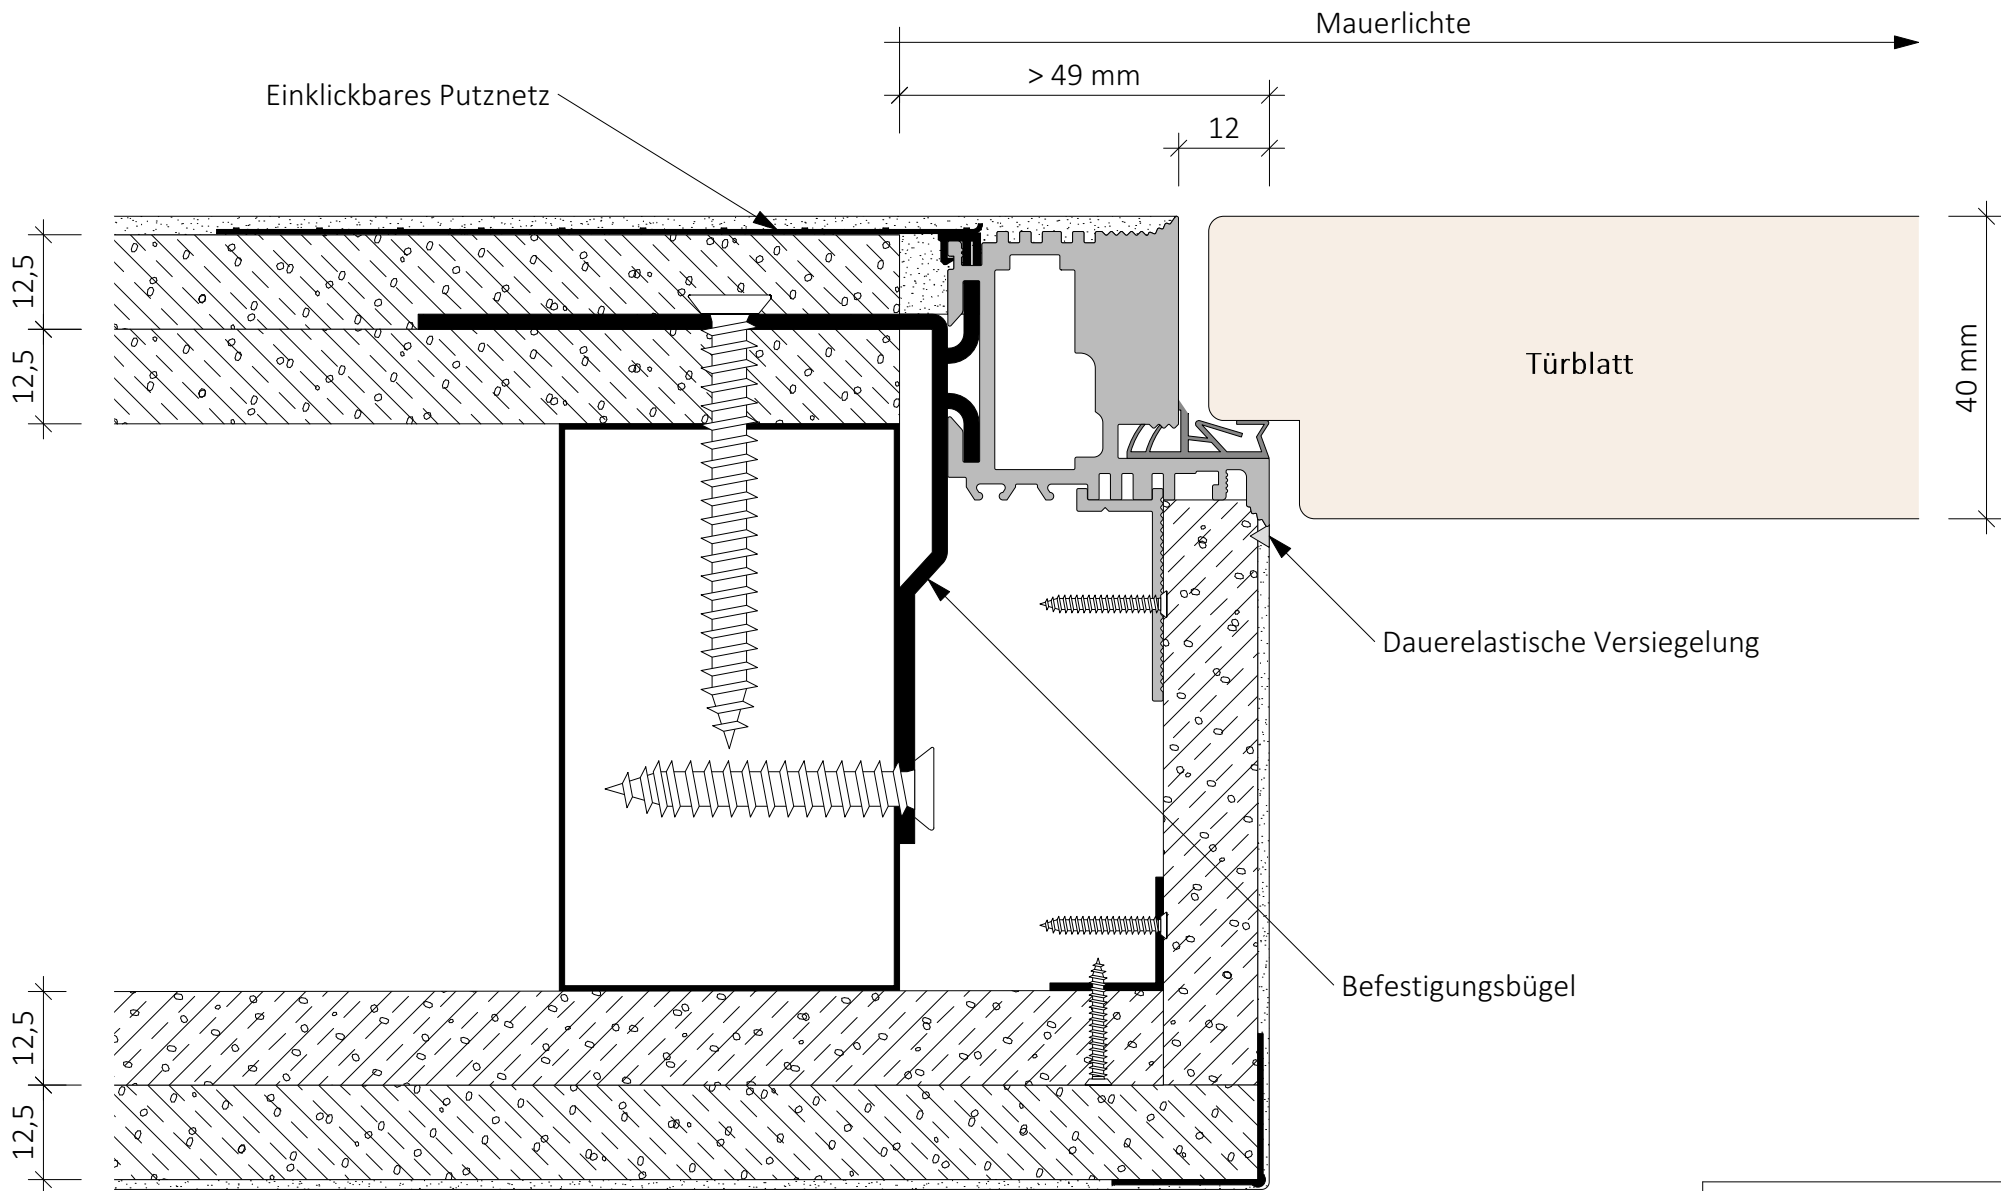 Mauerlichte
> 49 mm
Einklickbares Putznetz
12
12,5
12,5
Türblatt
40 mm
Dauerelastische Versiegelung
Befestigungsbügel
12,5
12,5